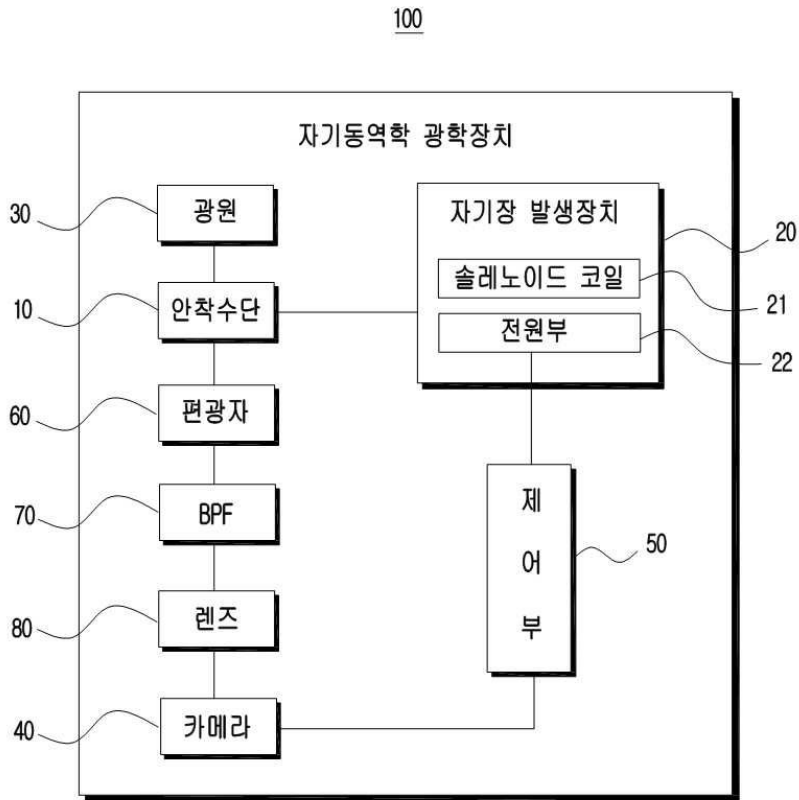 100
자기동역학 광학장치
30
광원
자기장 발생장치
20
10
안착수단
솔레노이드 코일
21
전원부
22
60
편광자
70
BPF
제
어
부
50
80
렌즈
40
카메라